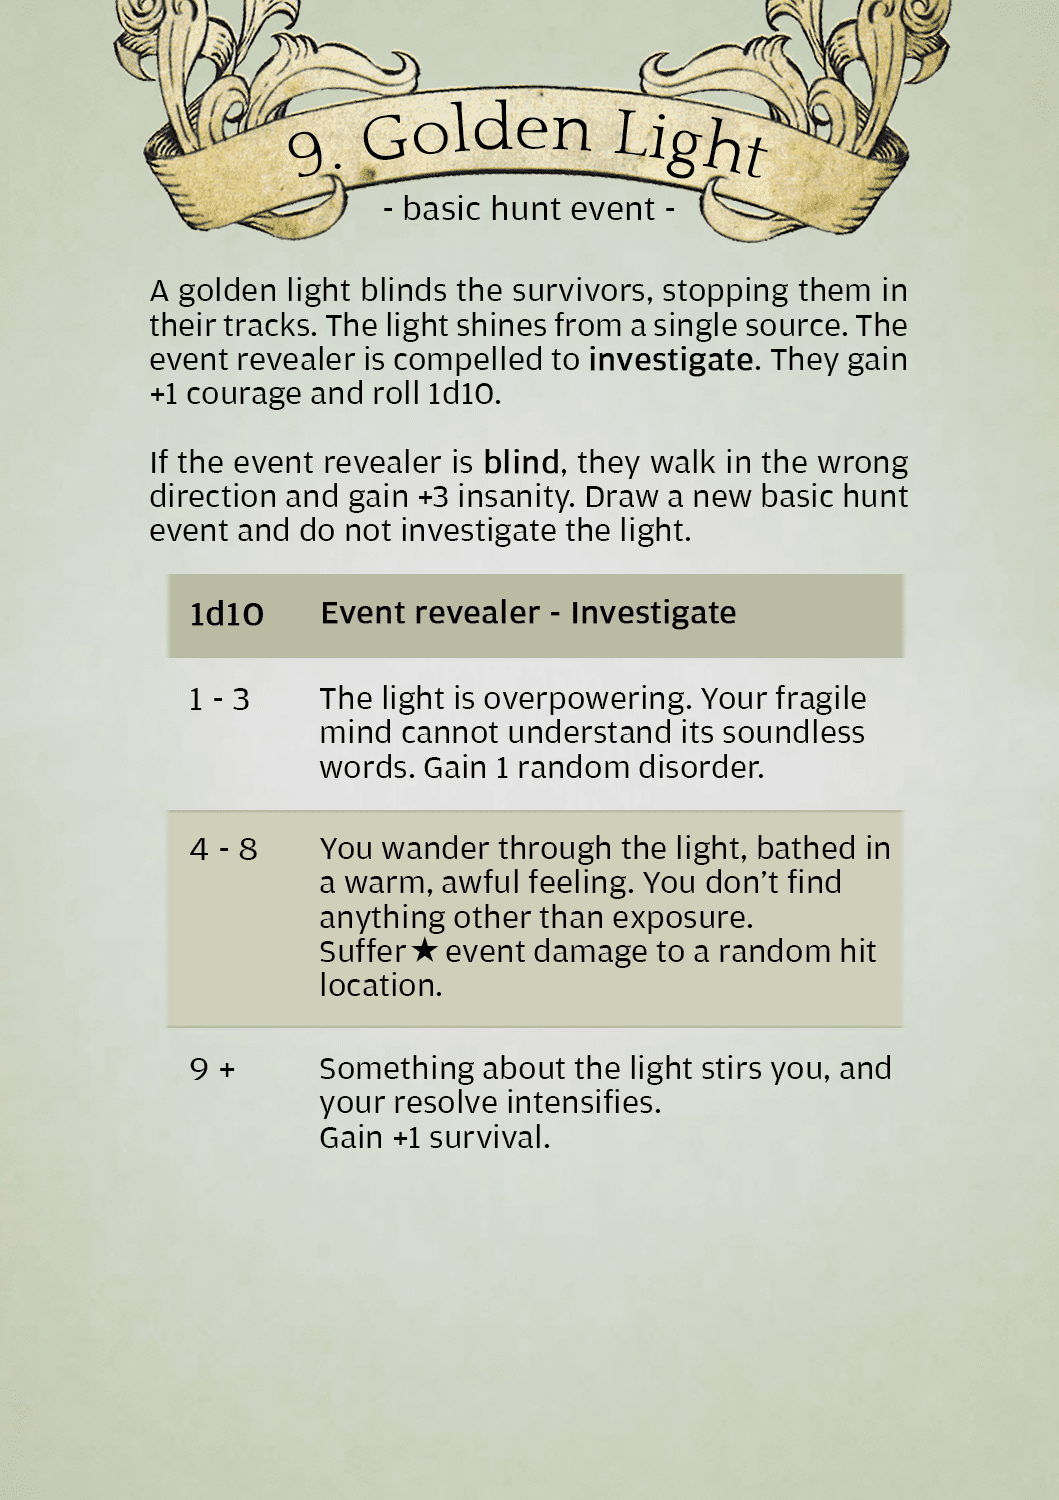 9. Golden Light
- basic hunt event -
A golden light blinds the survivors, stopping them in
their tracks. The light shines from a single source. The
event revealer is compelled to investigate. They gain
+1 courage and roll 1d10.
If the event revealer is blind, they walk in the wrong
direction and gain +3 insanity. Draw a new basic hunt
event and do not investigate the light.
1d10 Event revealer - Investigate
1 - 3 The light is overpowering. Your fragile
mind cannot understand its soundless
words. Gain 1 random disorder.
4 - 8 You wander through the light, bathed in
a warm, awful feeling. You don’t find
anything other than exposure.
Suffer ★ event damage to a random hit
location.
9 + Something about the light stirs you, and
your resolve intensifies.
Gain +1 survival.